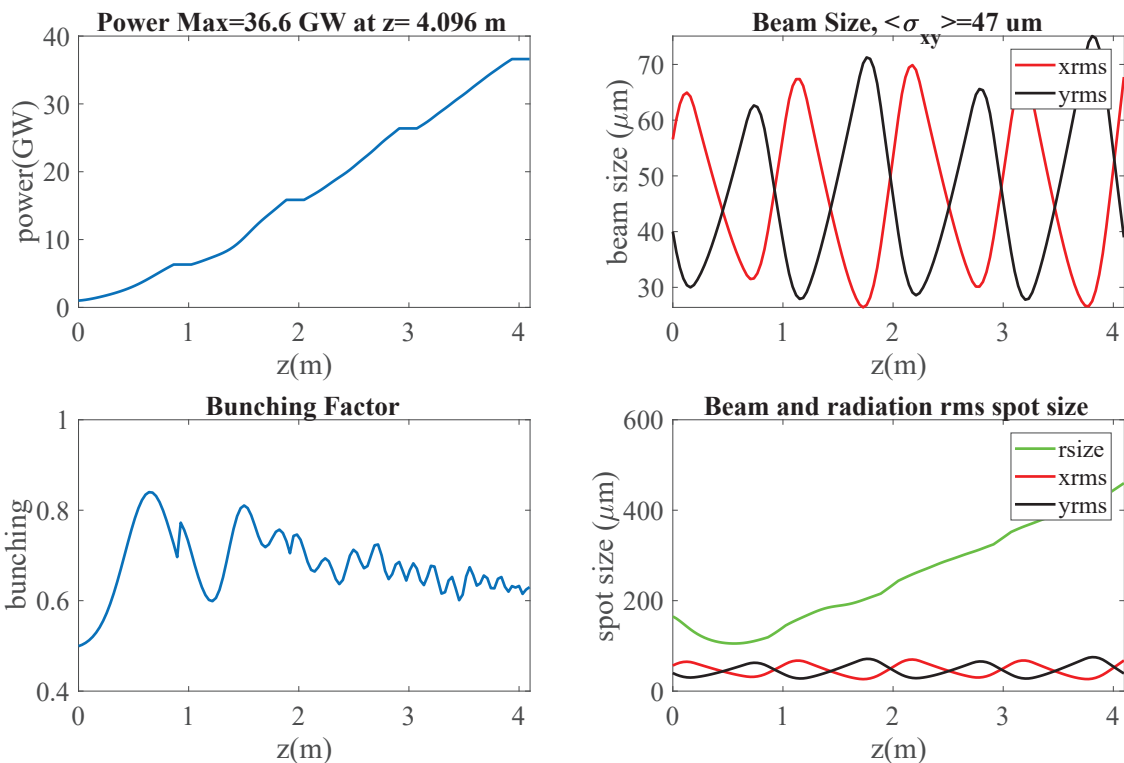 Power Max=36.6 GW at z= 4.096 m
40
30
20
10
0
power(GW)
0 1 2 3 4
z(m)
Beam Size, <σxy>=47 um
70
60
50
40
30
beam size (μm)
xrms
yrms
0 1 2 3 4
z(m)
Bunching Factor
1
0.8
0.6
0.4
bunching
0 1 2 3 4
z(m)
Beam and radiation rms spot size
600
400
200
0
spot size (μm)
rsize
xrms
yrms
0 1 2 3 4
z(m)